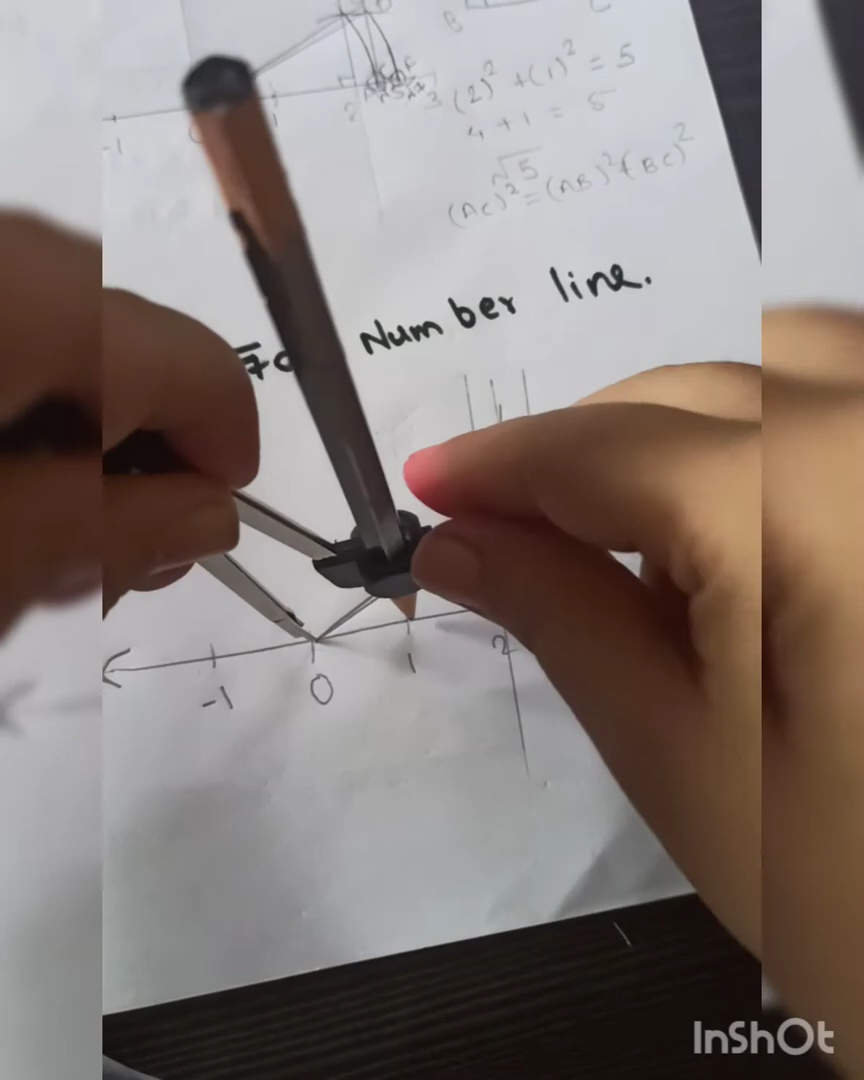 B C
-1 1 2 3
(2)² + (1)² = 5
4 + 1 = 5
√5
(AC)² = (AB)² + (BC)²
Number line.
-1 0 1 2
InShOt